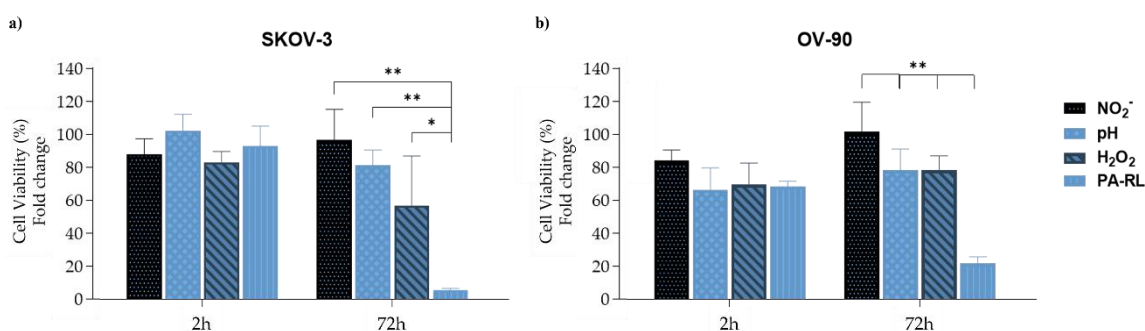 a)
SKOV-3
Cell Viability (%)
Fold change
140
120
100
80
60
40
20
0
**
**
*
2h
72h
b)
OV-90
Cell Viability (%)
Fold change
140
120
100
80
60
40
20
0
**
2h
72h
NO₂⁻
pH
H₂O₂
PA-RL